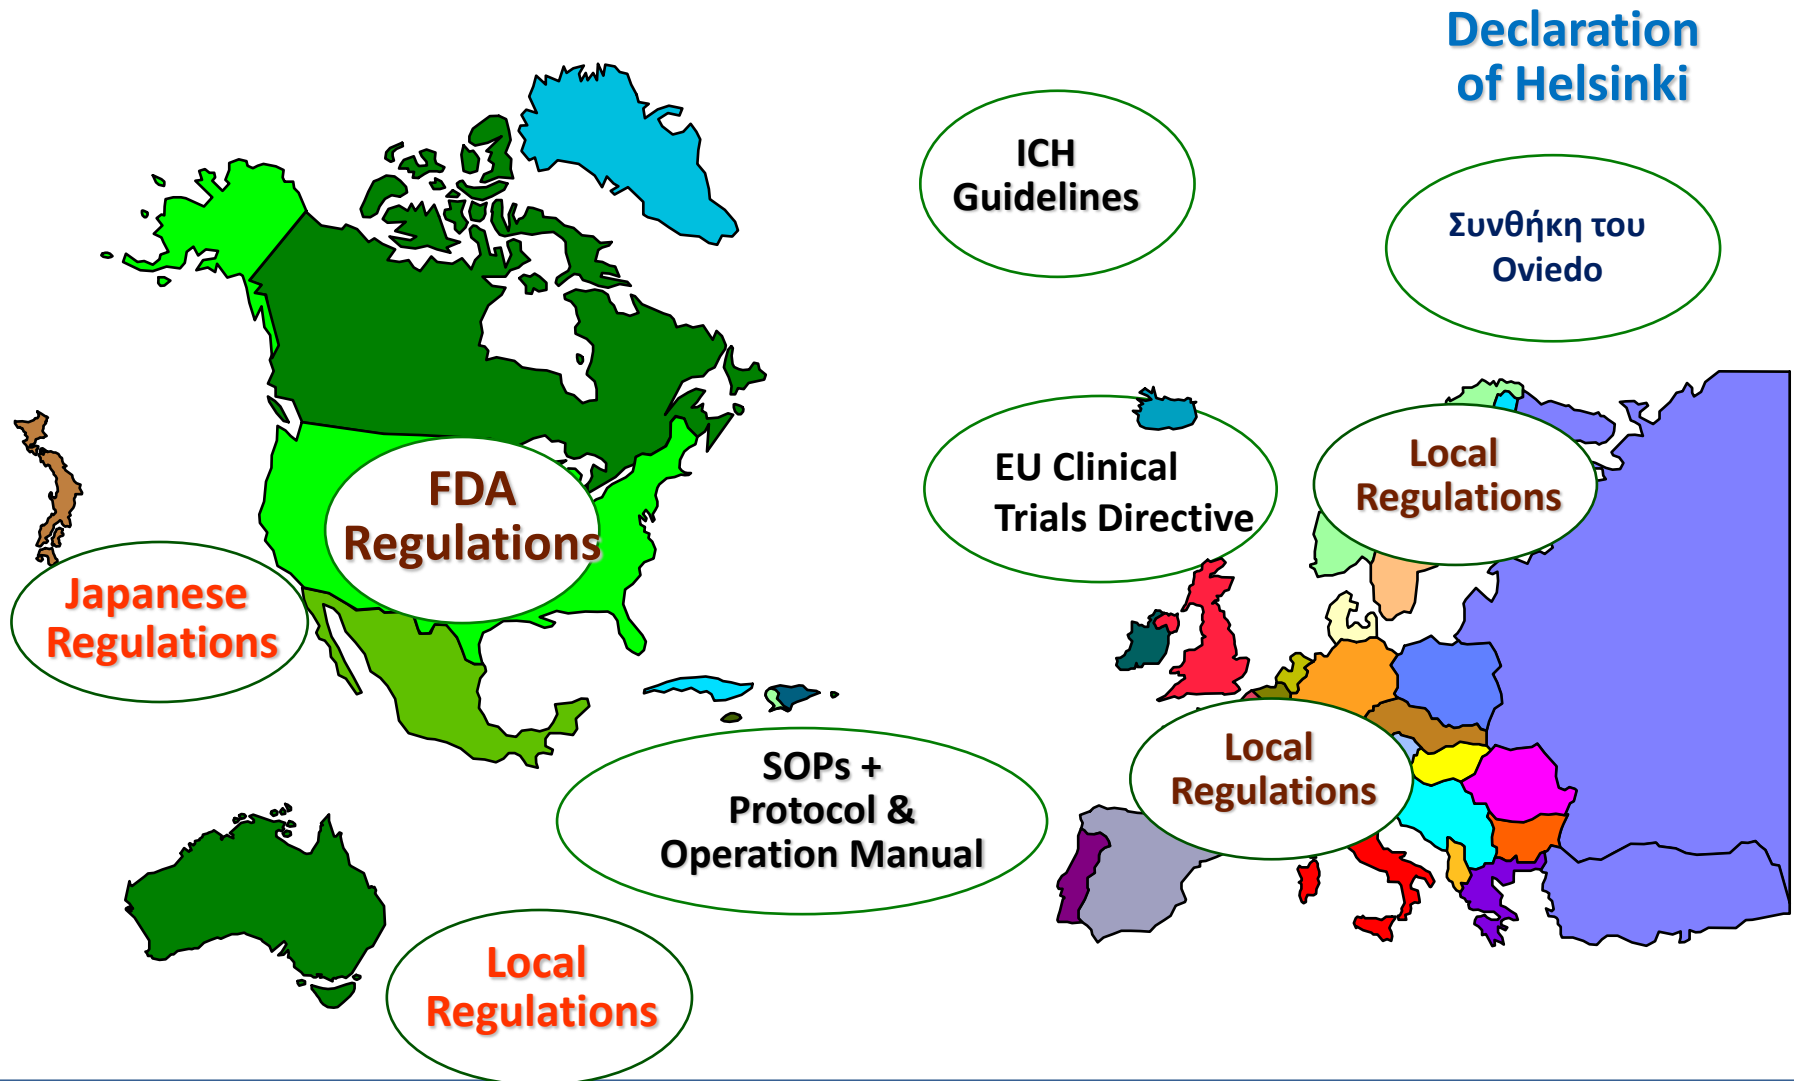 Declaration
of Helsinki
ICH
Guidelines
Συνθήκη του
Oviedo
FDA
Regulations
EU Clinical
Trials Directive
Local
Regulations
Japanese
Regulations
SOPs +
Protocol &
Operation Manual
Local
Regulations
Local
Regulations